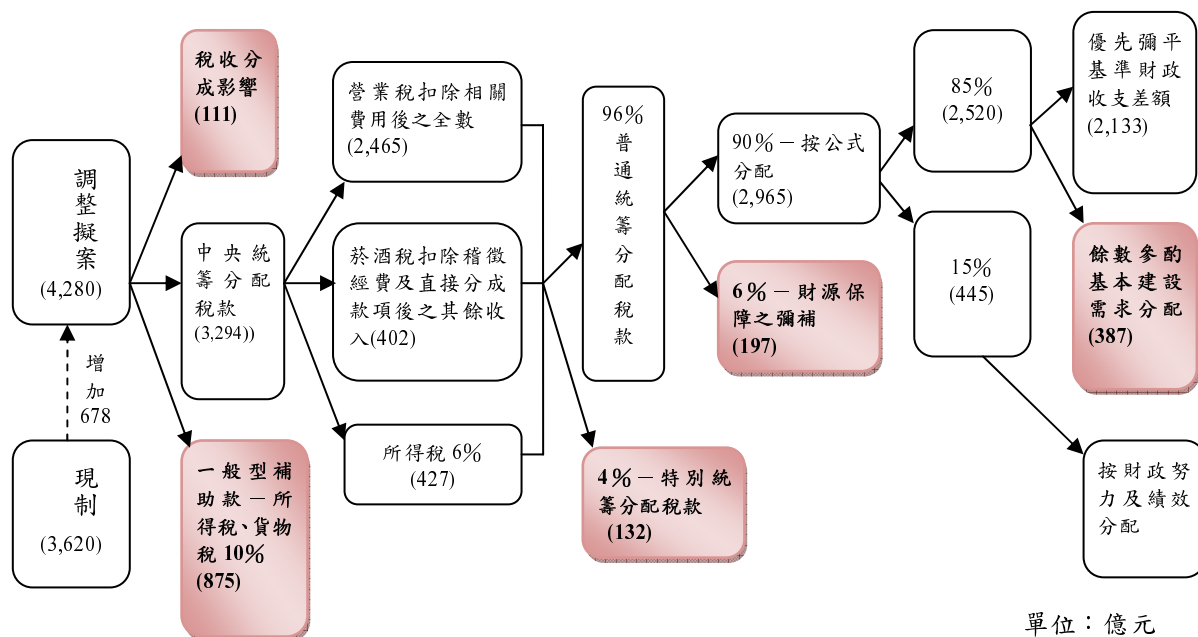 調整擬案
(4,280)
增加
678
現制
(3,620)
稅收分
成影響
(111)
中央統
籌分配
稅款
(3,294))
一般型補
助款－所
得稅、貨物
稅 10%
(875)
營業稅扣除相關
費用後之全數
(2,465)
菸酒稅扣除稽徵
經費及直接分成
款項後之其餘收
入(402)
所得稅 6%
(427)
96%
普通統籌分配稅款
4%－特別統
籌分配稅款
(132)
90%－按公式
分配
(2,965)
6%－財源保
障之彌補
(197)
85%
(2,520)
15%
(445)
優先彌平
基準財政
收支差額
(2,133)
餘數參酌
基本建設
需求分配
(387)
按財政努
力及績效
分配
單位：億元